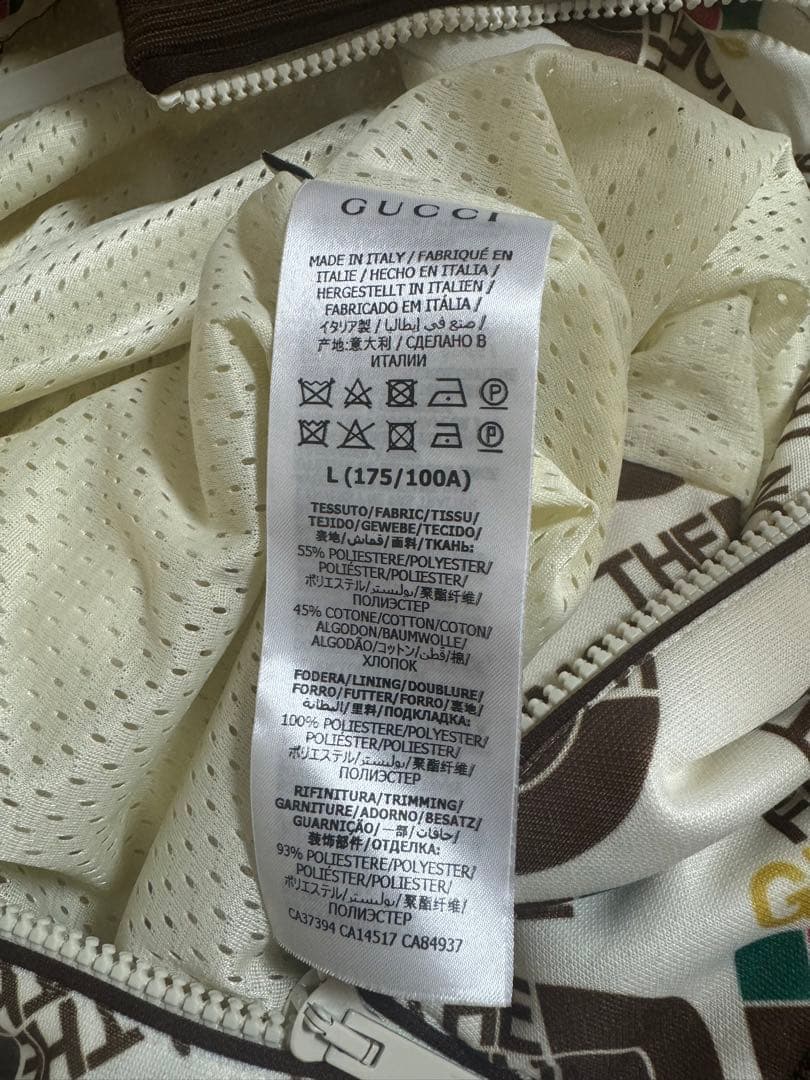 GUCCI
MADE IN ITALY / FABRIQUÉ EN
ITALIE / HECHO EN ITALIA /
HERGESTELLT IN ITALIEN /
FABRICADO EM ITÁLIA /
イタリア製 / صنع في إيطاليا /
产地:意大利 / СДЕЛАНО В
ИТАЛИИ
P
P
L (175/100A)
TESSUTO/FABRIC/TISSU/
TEJIDO/GEWEBE/TECIDO/
表地/قماش/面料/ТКАНЬ:
55% POLIESTERE/POLYESTER/
POLIÉSTER/POLIESTER/
ポリエステル/بوليستر/聚酯纤维/
ПОЛИЭСТЕР
45% COTONE/COTTON/COTON/
ALGODON/BAUMWOLLE/
ALGODÃO/コットン/قطن/棉/
ХЛОПОК
FODERA/LINING/DOUBLURE/
FORRO/FUTTER/FORRO/裏地/
البطانة/里料/ПОДКЛАДКА:
100% POLIESTERE/POLYESTER/
POLIÉSTER/POLIESTER/
ポリエステル/بوليستر/聚酯纤维/
ПОЛИЭСТЕР
RIFINITURA/TRIMMING/
GARNITURE/ADORNO/BESATZ/
GUARNIÇÃO/一部/حافات/
装饰部件/ОТДЕЛКА:
93% POLIESTERE/POLYESTER/
POLIÉSTER/POLIESTER/
ポリエステル/بوليستر/聚酯纤维/
ПОЛИЭСТЕР
CA37394 CA14517 CA84937
THE
THE
THE
G